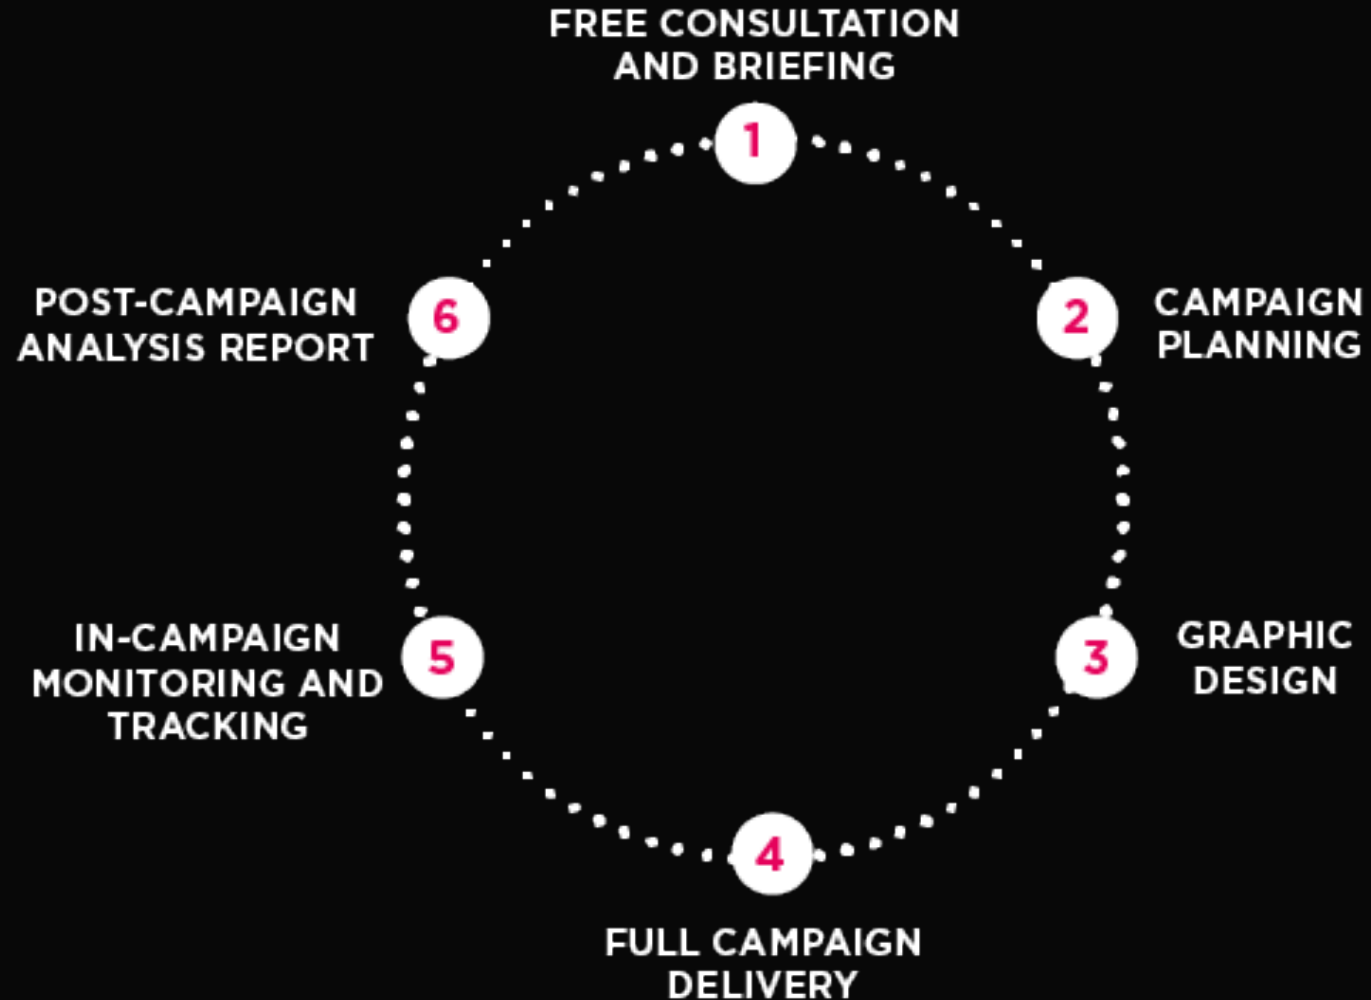 FREE CONSULTATION
AND BRIEFING
1
2
CAMPAIGN
PLANNING
3
GRAPHIC
DESIGN
4
FULL CAMPAIGN
DELIVERY
5
IN-CAMPAIGN
MONITORING AND
TRACKING
6
POST-CAMPAIGN
ANALYSIS REPORT